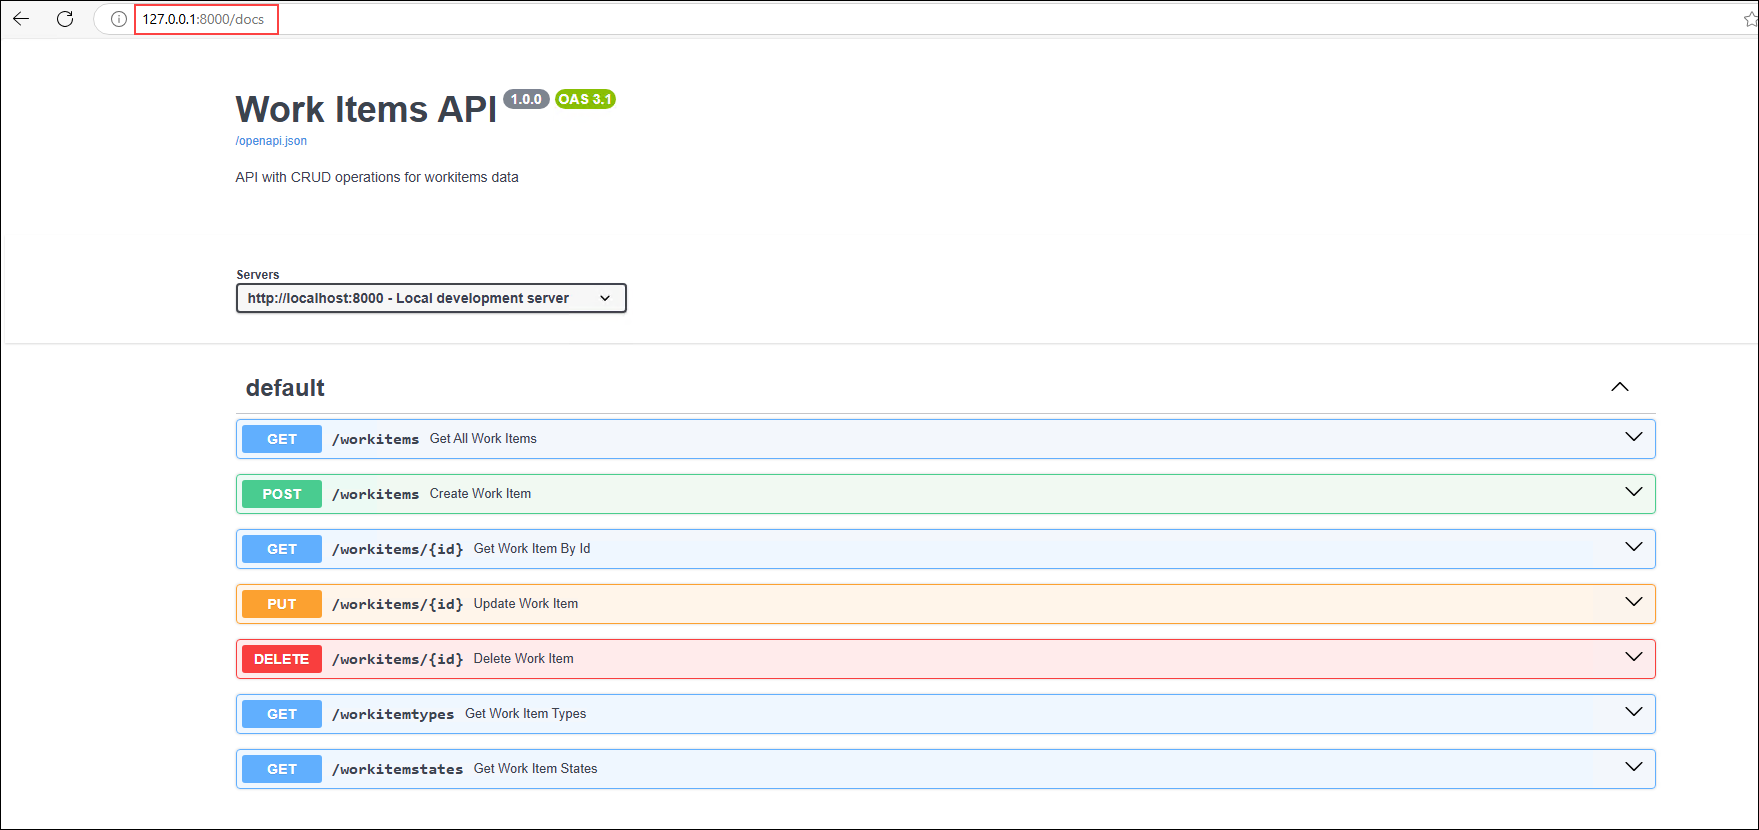 127.0.0.1:8000/docs
Work Items API 1.0.0 OAS 3.1
/openapi.json
API with CRUD operations for workitems data
Servers
http://localhost:8000 - Local development server
default
GET /workitems Get All Work Items
POST /workitems Create Work Item
GET /workitems/{id} Get Work Item By Id
PUT /workitems/{id} Update Work Item
DELETE /workitems/{id} Delete Work Item
GET /workitemtypes Get Work Item Types
GET /workitemstates Get Work Item States